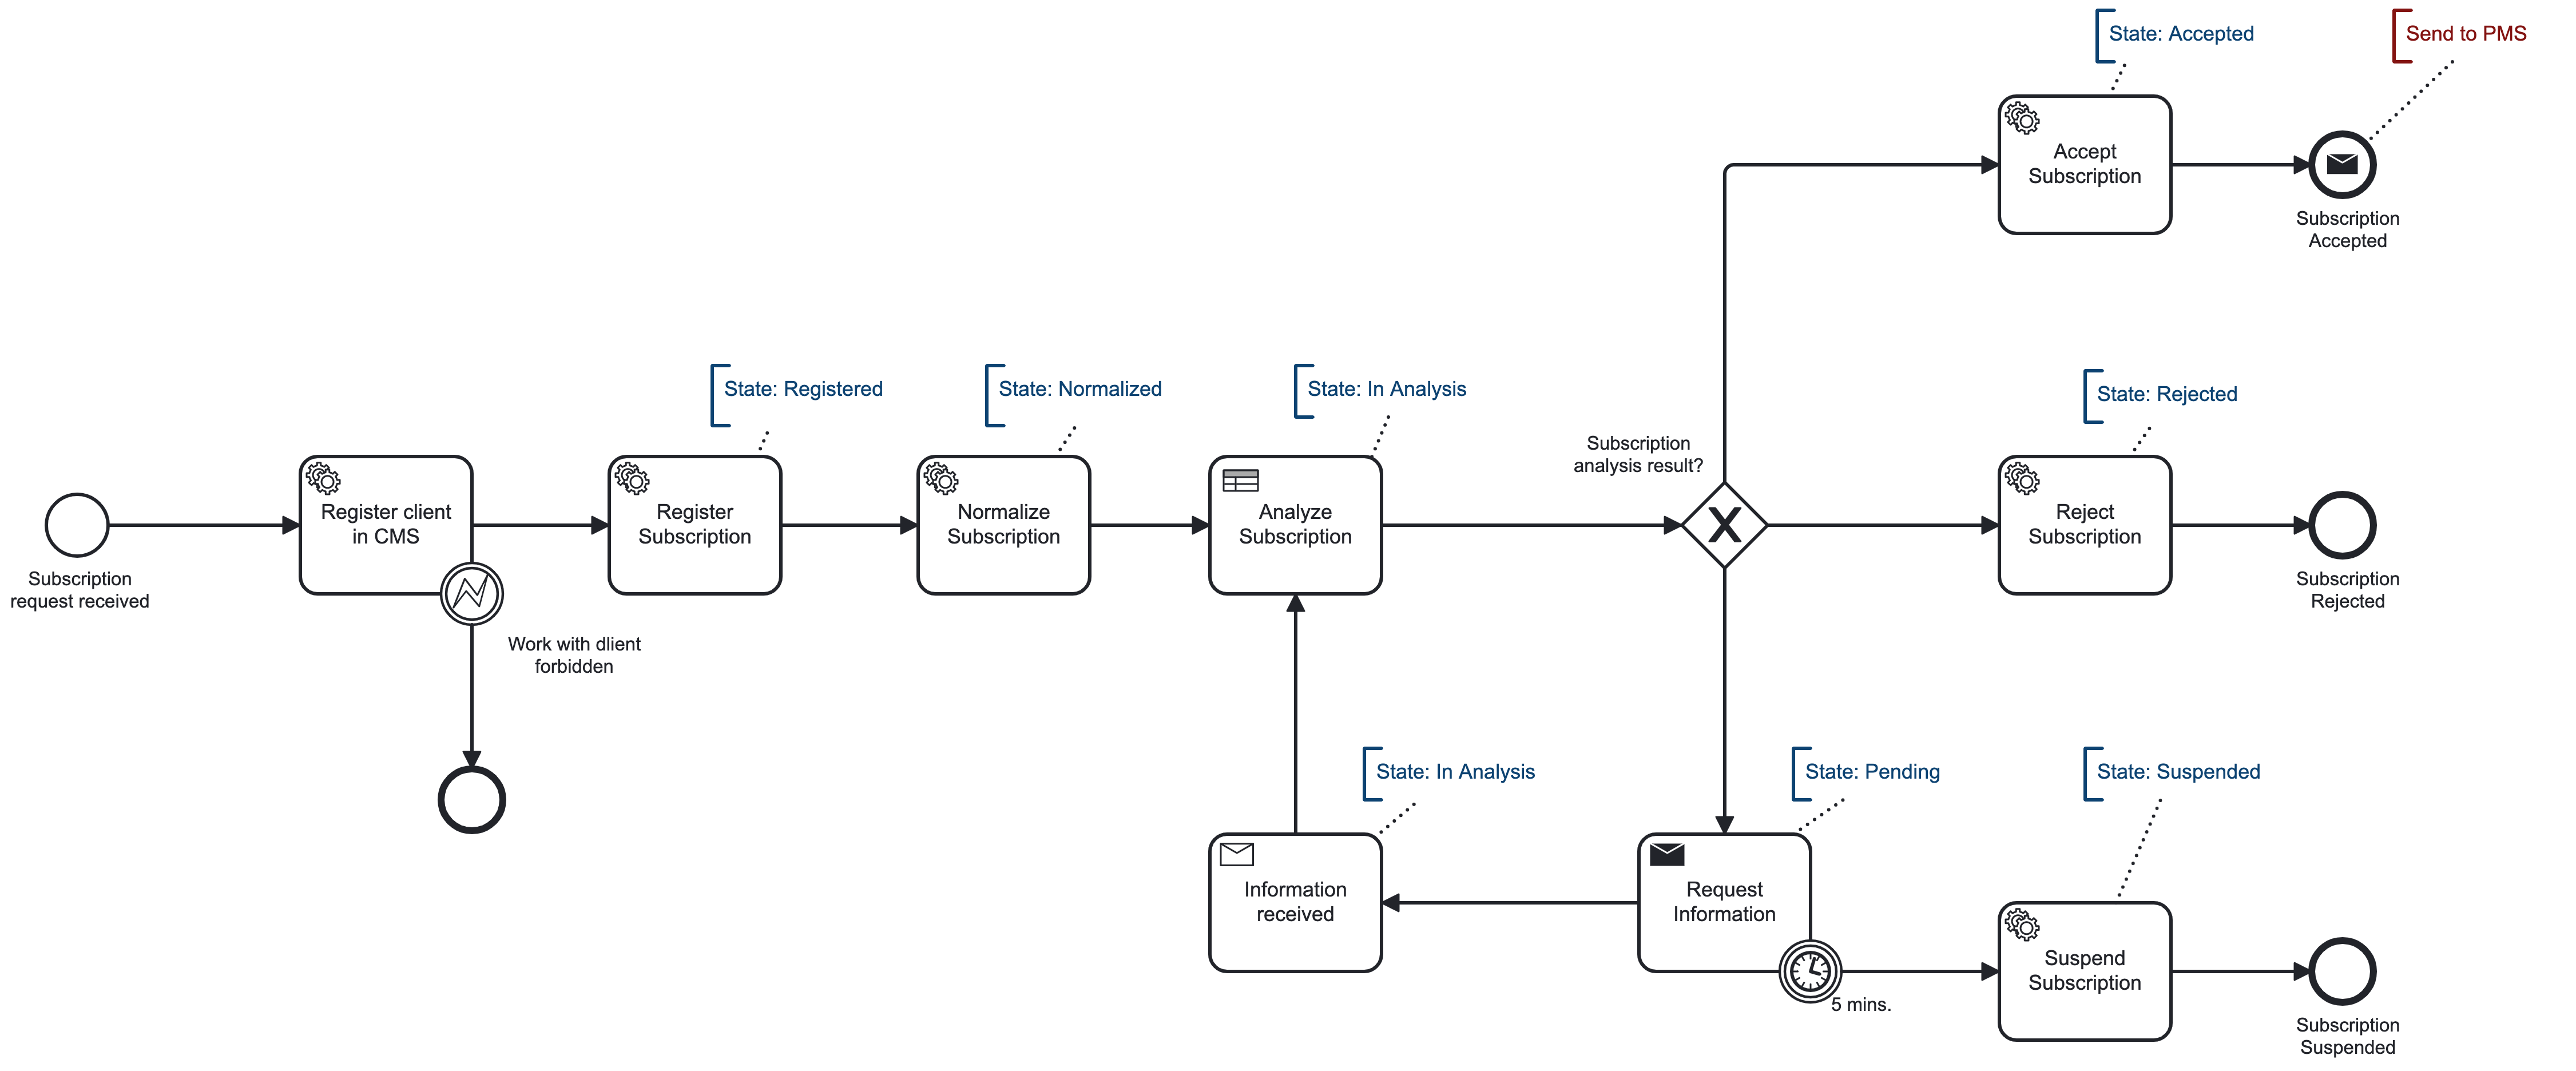 State: Accepted
Send to PMS
Accept
Subscription
Subscription
Accepted
State: Registered
State: Normalized
State: In Analysis
State: Rejected
Subscription
analysis result?
Register client
in CMS
Register
Subscription
Normalize
Subscription
Analyze
Subscription
X
Reject
Subscription
Subscription
request received
Subscription
Rejected
Work with dlient
forbidden
State: In Analysis
State: Pending
State: Suspended
Information
received
Request
Information
Suspend
Subscription
5 mins.
Subscription
Suspended